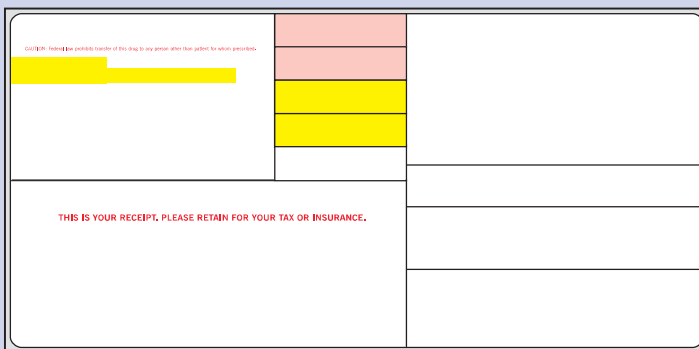 CAUTION: Federal law prohibits transfer of this drug to any person other than patient for whom prescribed.
THIS IS YOUR RECEIPT. PLEASE RETAIN FOR YOUR TAX OR INSURANCE.